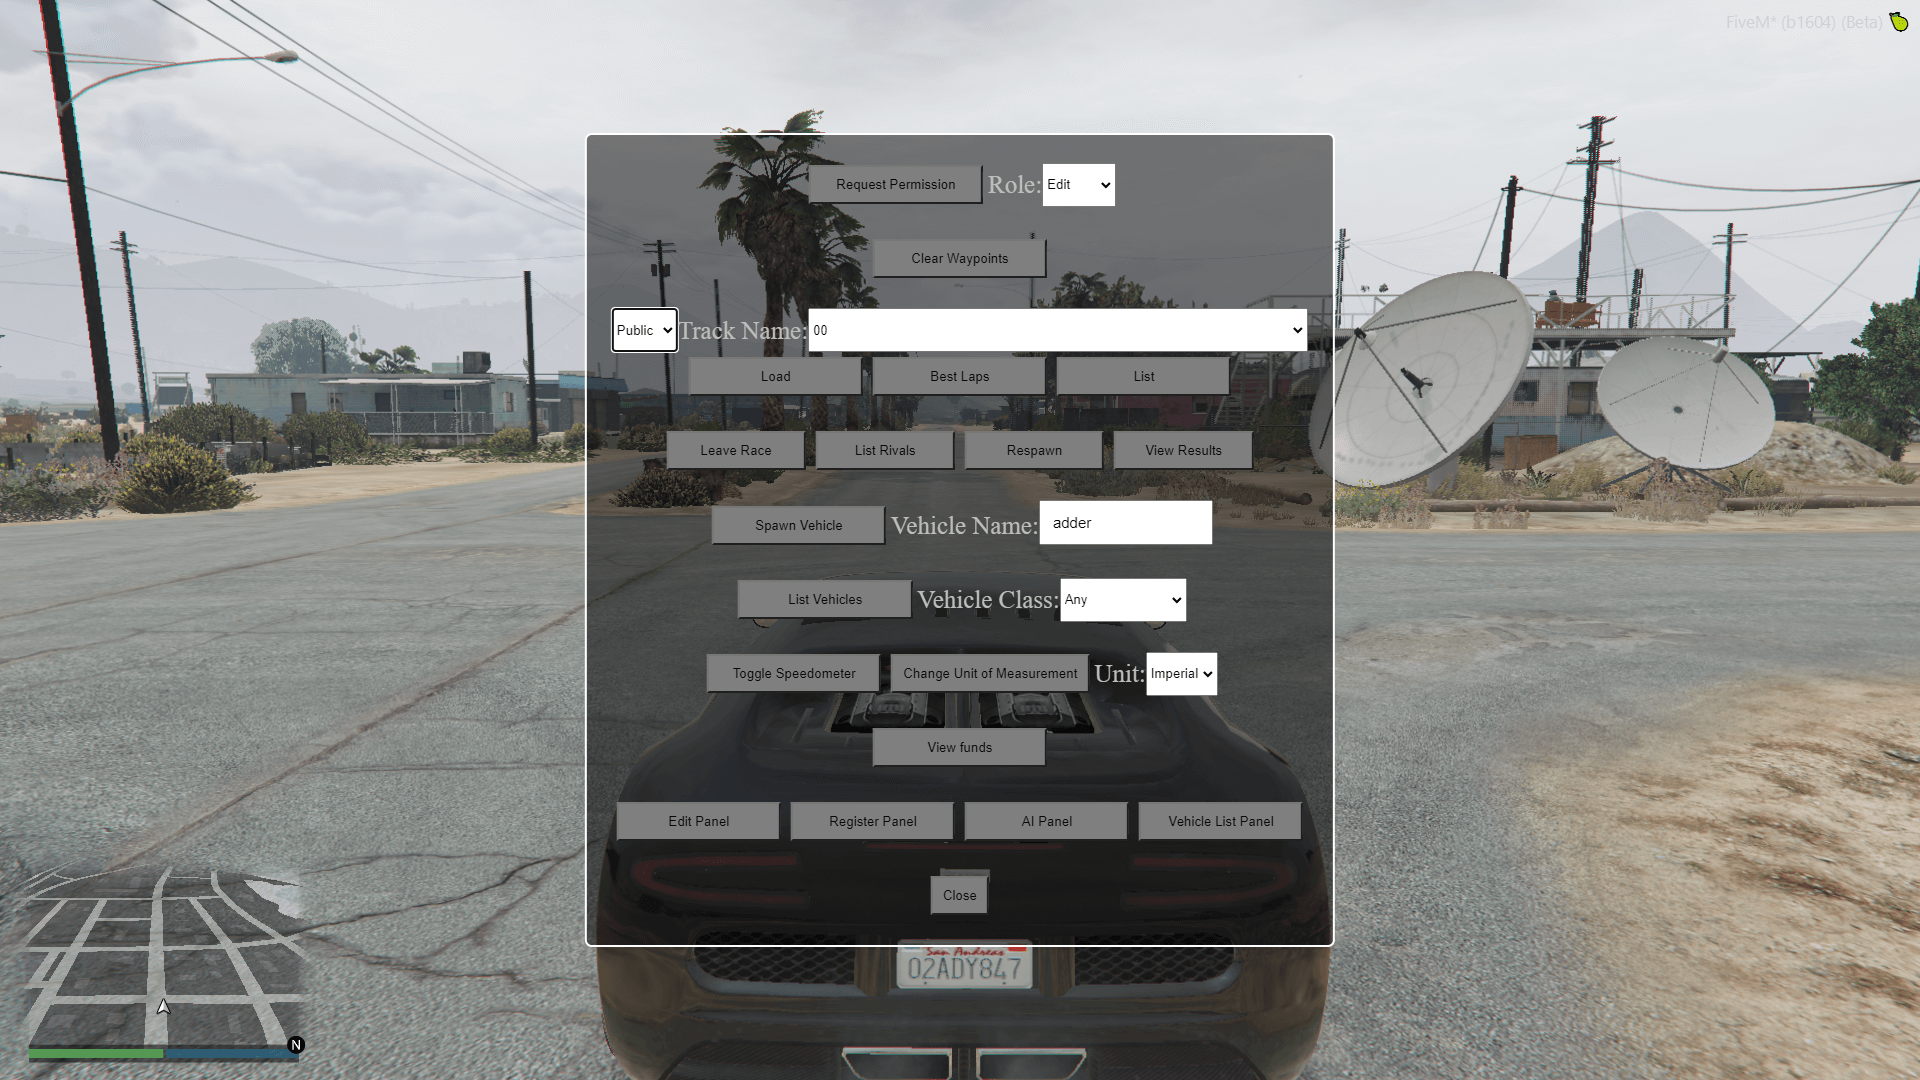 FiveM* (b1604) (Beta)
Request Permission Role: Edit
Clear Waypoints
Public Track Name: 00
Load Best Laps List
Leave Race List Rivals Respawn View Results
Spawn Vehicle Vehicle Name: adder
List Vehicles Vehicle Class: Any
Toggle Speedometer Change Unit of Measurement Unit: Imperial
View funds
Edit Panel Register Panel AI Panel Vehicle List Panel
Close
San Andreas
02ADY847
N